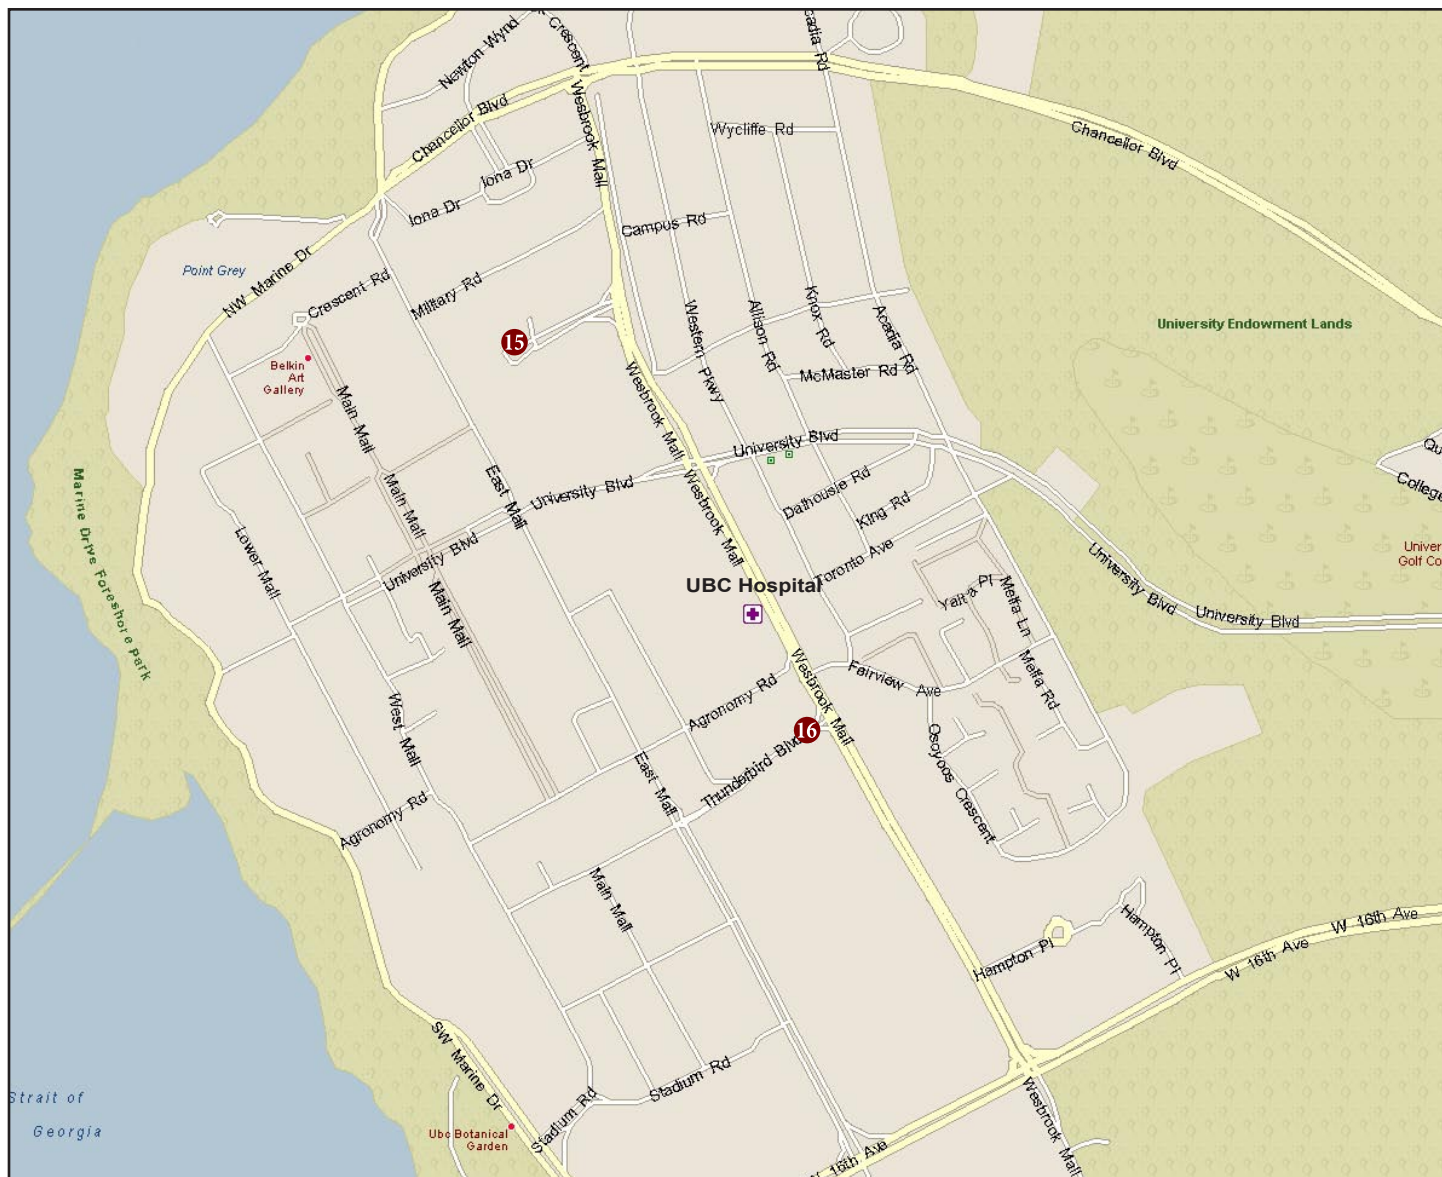 Newton Wynd
Crescent
Acadia Rd
Chancellor Blvd
Wesbrook Mall
Wycliffe Rd
Chancellor Blvd
Iona Dr
Iona Dr
Campus Rd
Point Grey
NW Marine Dr
Crescent Rd
Military Rd
Western Pkwy
Allison Rd
Knox Rd
Acadia Rd
University Endowment Lands
15
Belkin
Art
Gallery
Main Mall
Wesbrook Mall
McMaster Rd
University Blvd
Marine Drive Foreshore Park
Main Mall
East Mall
University Blvd
Wesbrook Mall
Dalhousie Rd
King Rd
College
Lower Mall
University Blvd
Main Mall
Toronto Ave
University Blvd
Golf Co
UBC Hospital
Yalta Pl
Melfa Ln
University Blvd
West Mall
Agronomy Rd
Wesbrook Mall
Fairview Ave
Melfa Rd
16
Thunderbird Blvd
East Mall
Osoyoos Crescent
Agronomy Rd
Main Mall
Hampton Pl
Hampton Pl
W 16th Ave
W 16th Ave
SW Marine Dr
Stadium Rd
Stadium Rd
Strait of
Georgia
Ubc Botanical
Garden
W 16th Ave
Wesbrook Mall